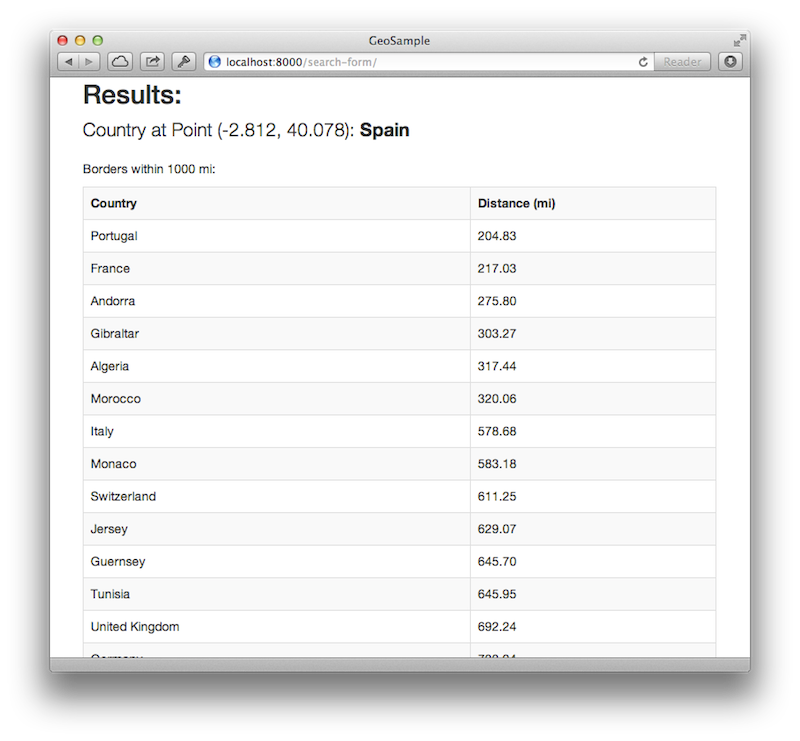 GeoSample
localhost:8000/search-form/
Reader
Results:
Country at Point (-2.812, 40.078): Spain
Borders within 1000 mi:
Country Distance (mi)
Portugal 204.83
France 217.03
Andorra 275.80
Gibraltar 303.27
Algeria 317.44
Morocco 320.06
Italy 578.68
Monaco 583.18
Switzerland 611.25
Jersey 629.07
Guernsey 645.70
Tunisia 645.95
United Kingdom 692.24
Germany